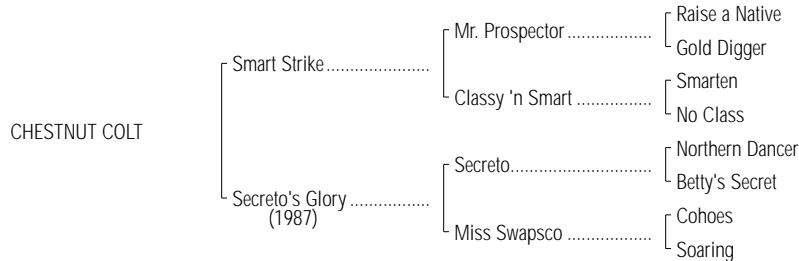 Raise a Native
Mr. Prospector ..................
Gold Digger
Smart Strike ......................
Smarten
Classy 'n Smart ................
No Class
CHESTNUT COLT
Northern Dancer
Secreto..............................
Betty's Secret
Secreto's Glory .................
(1987)
Cohoes
Miss Swapsco ..................
Soaring